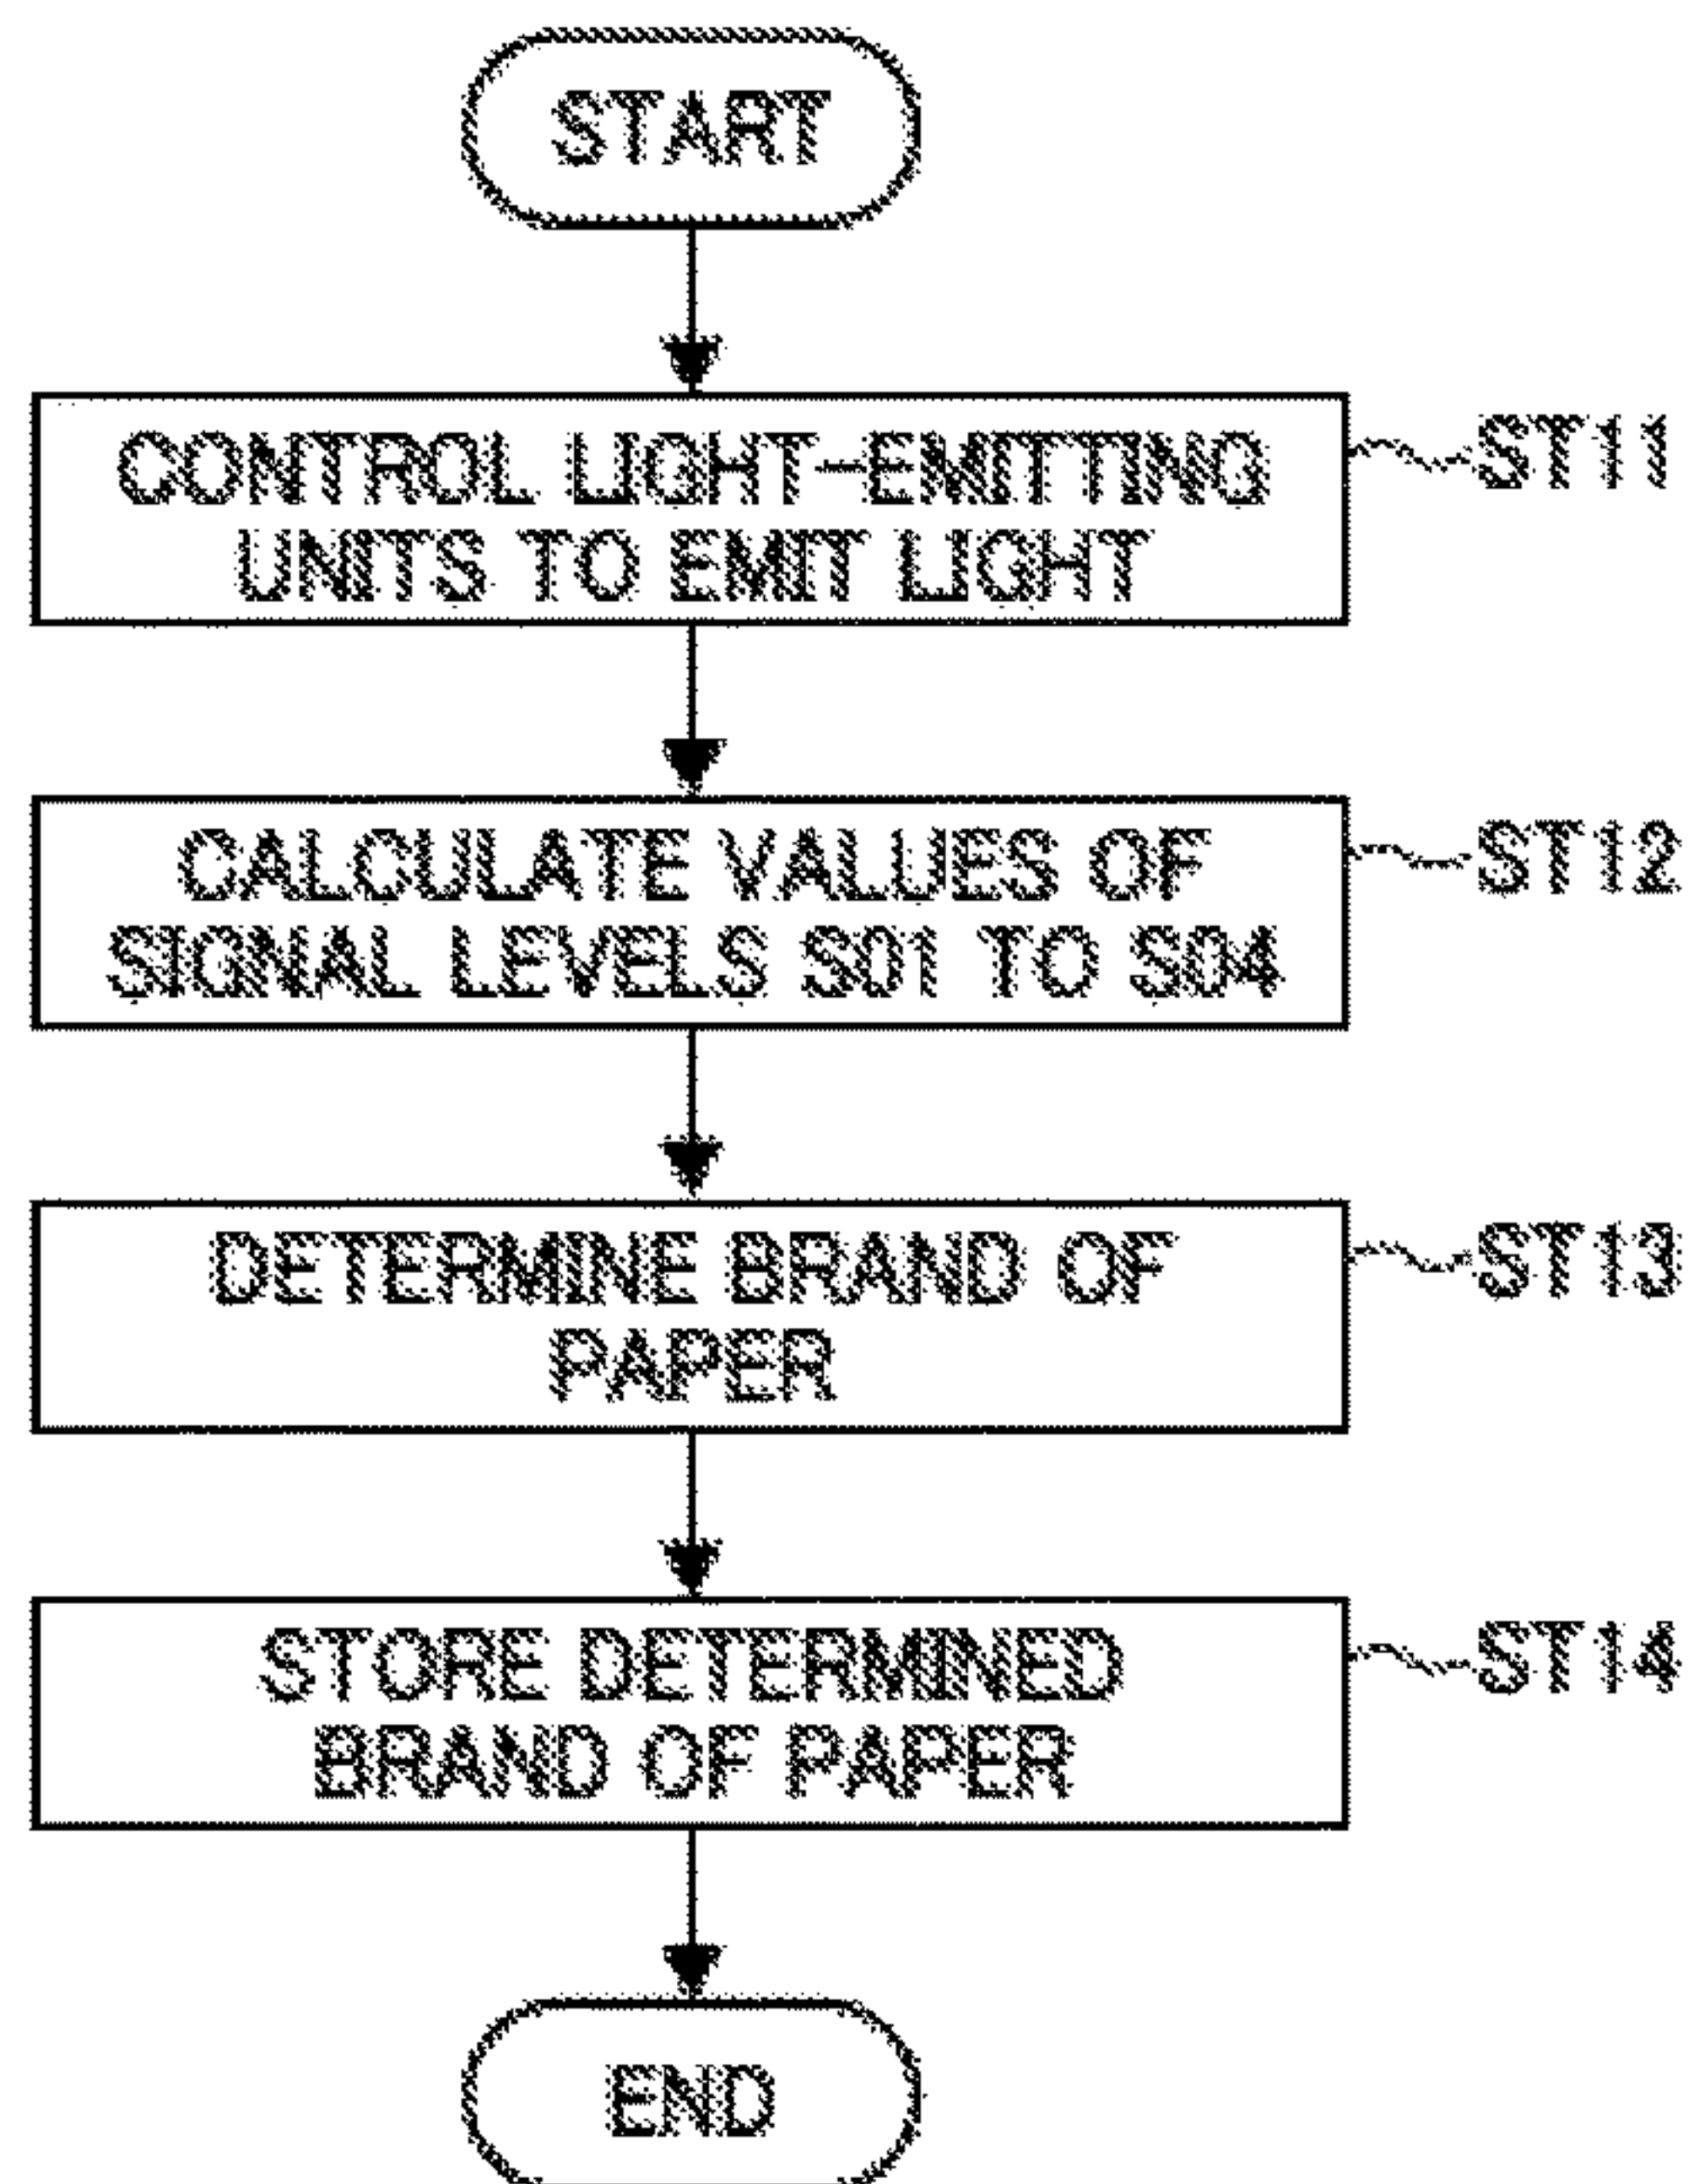 START
CONTROL LIGHT-EMITTING
UNITS TO EMIT LIGHT
ST11
CALCULATE VALUES OF
SIGNAL LEVELS S01 TO S04
ST12
DETERMINE BRAND OF
PAPER
ST13
STORE DETERMINED
BRAND OF PAPER
ST14
END